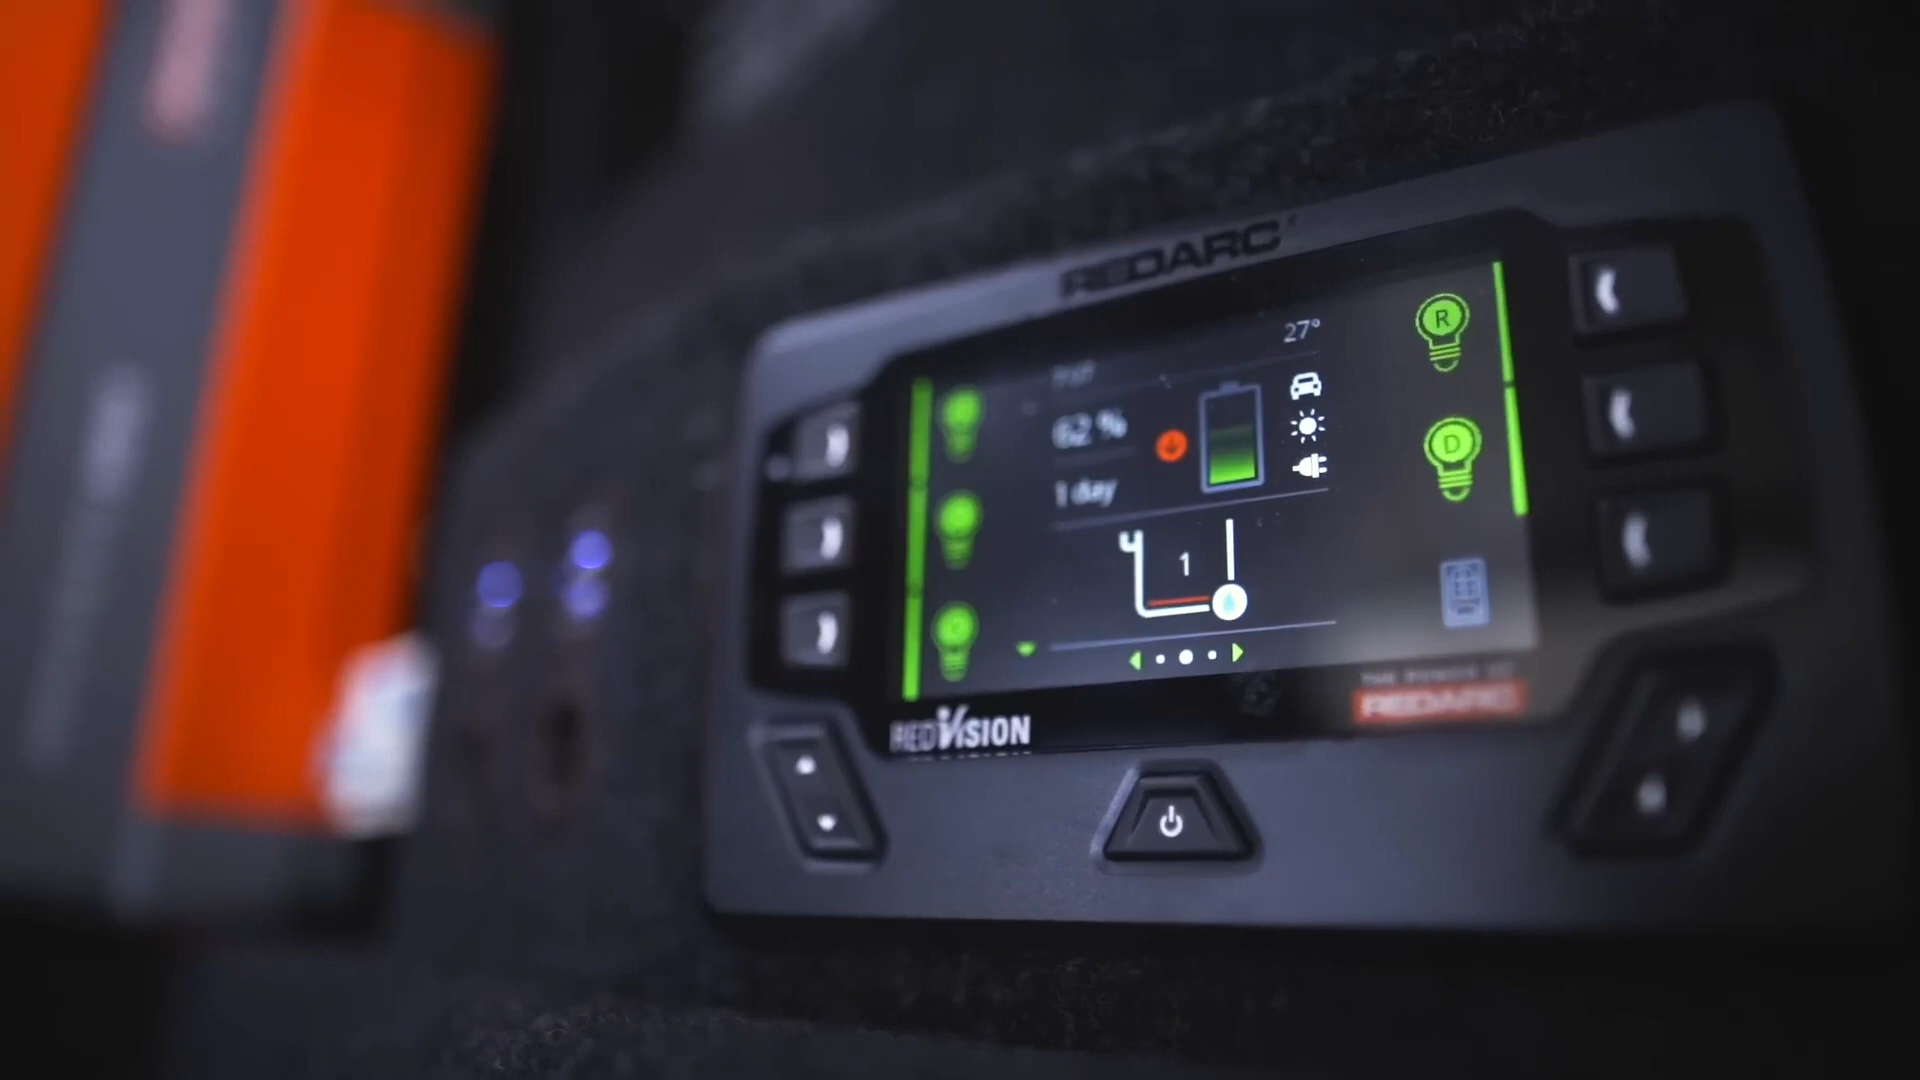 REDARC
27°
62 %
1 day
R
D
1
REDVISION
THE POWER OF
REDARC